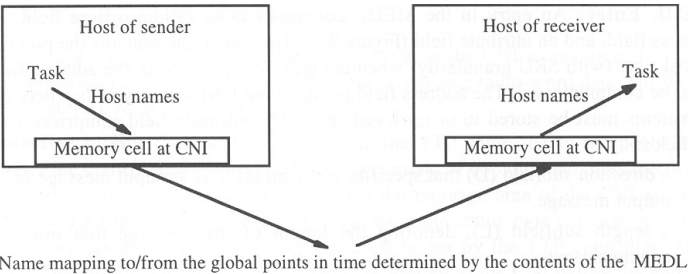 Host of sender
Host of receiver
Task
Task
Host names
Host names
Memory cell at CNI
Memory cell at CNI
Name mapping to/from the global points in time determined by the contents of the MEDL